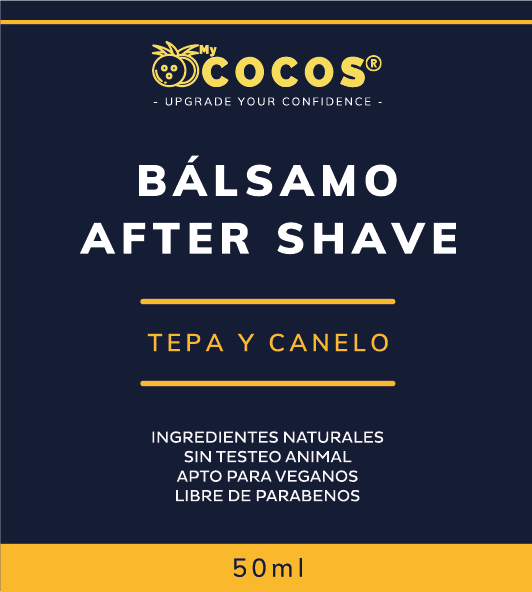 My
COCOS®
- UPGRADE YOUR CONFIDENCE -
BÁLSAMO
AFTER SHAVE
TEPA Y CANELO
INGREDIENTES NATURALES
SIN TESTEO ANIMAL
APTO PARA VEGANOS
LIBRE DE PARABENOS
50ml